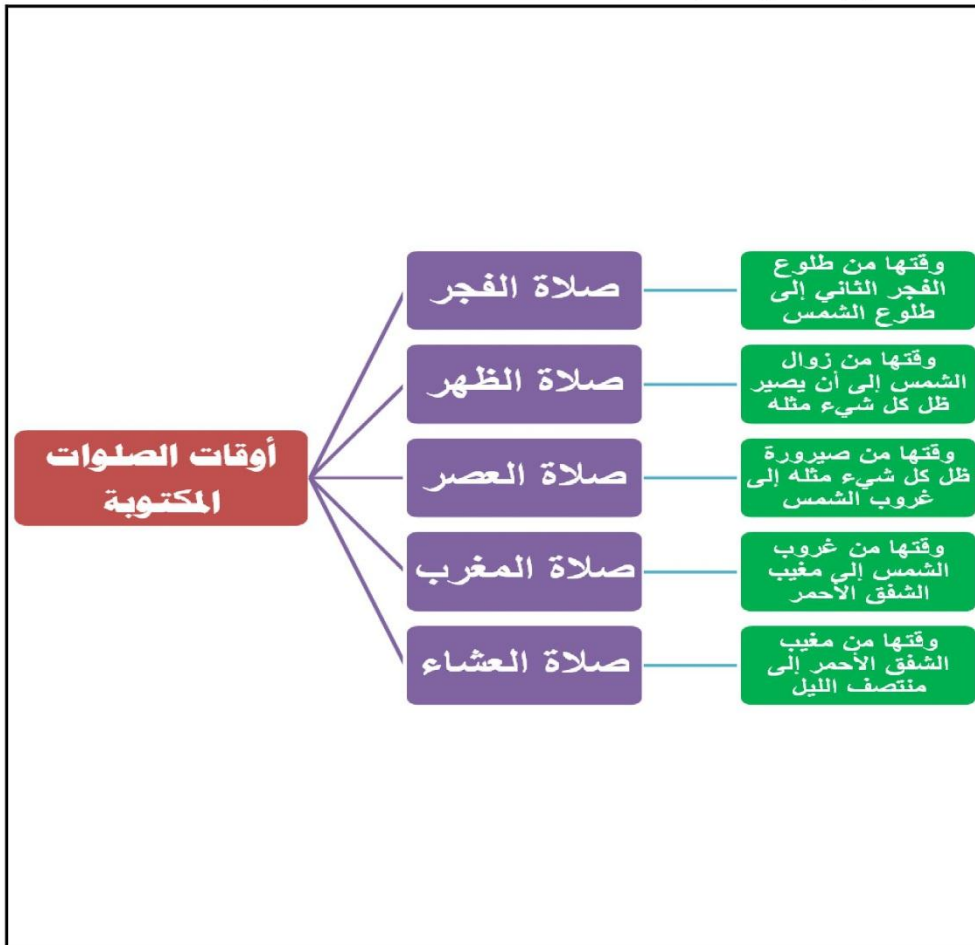 أوقات الصلوات
المكتوبة
صلاة الفجر
وقتها من طلوع
الفجر الثاني إلى
طلوع الشمس
صلاة الظهر
وقتها من زوال
الشمس إلى أن يصير
ظل كل شيء مثله
صلاة العصر
وقتها من صيرورة
ظل كل شيء مثله إلى
غروب الشمس
صلاة المغرب
وقتها من غروب
الشمس إلى مغيب
الشفق الأحمر
صلاة العشاء
وقتها من مغيب
الشفق الأحمر إلى
منتصف الليل